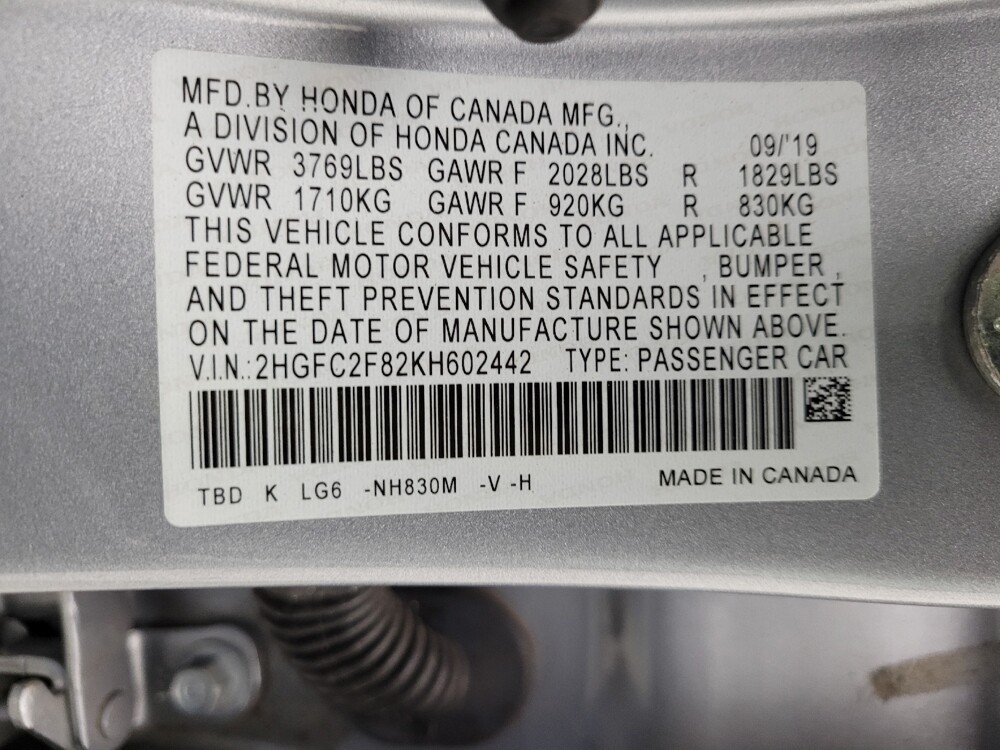 MFD.BY HONDA OF CANADA MFG.,
A DIVISION OF HONDA CANADA INC. 09/'19
GVWR 3769LBS GAWR F 2028LBS R 1829LBS
GVWR 1710KG GAWR F 920KG R 830KG
THIS VEHICLE CONFORMS TO ALL APPLICABLE
FEDERAL MOTOR VEHICLE SAFETY , BUMPER ,
AND THEFT PREVENTION STANDARDS IN EFFECT
ON THE DATE OF MANUFACTURE SHOWN ABOVE.
V.I.N.: 2HGFC2F82KH602442 TYPE: PASSENGER CAR
TBD K LG6 -NH830M -V -H MADE IN CANADA